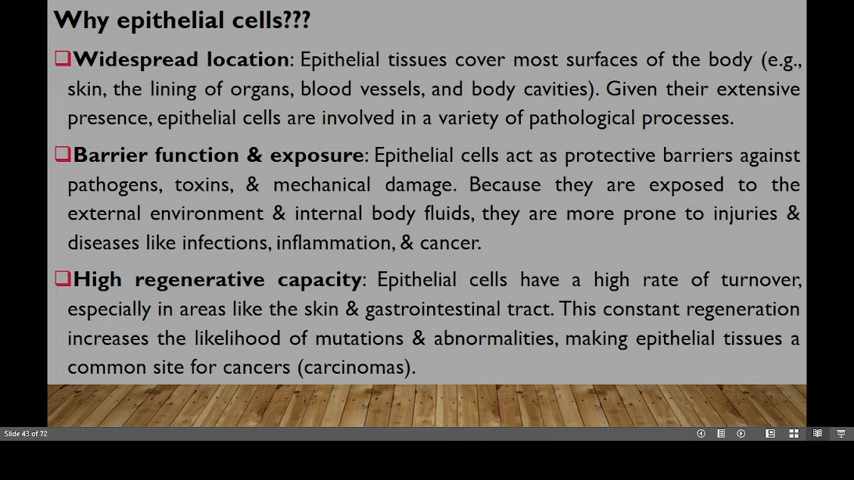 Why epithelial cells???
Widespread location: Epithelial tissues cover most surfaces of the body (e.g.,
skin, the lining of organs, blood vessels, and body cavities). Given their extensive
presence, epithelial cells are involved in a variety of pathological processes.
Barrier function & exposure: Epithelial cells act as protective barriers against
pathogens, toxins, & mechanical damage. Because they are exposed to the
external environment & internal body fluids, they are more prone to injuries &
diseases like infections, inflammation, & cancer.
High regenerative capacity: Epithelial cells have a high rate of turnover,
especially in areas like the skin & gastrointestinal tract. This constant regeneration
increases the likelihood of mutations & abnormalities, making epithelial tissues a
common site for cancers (carcinomas).
Slide 43 of 72